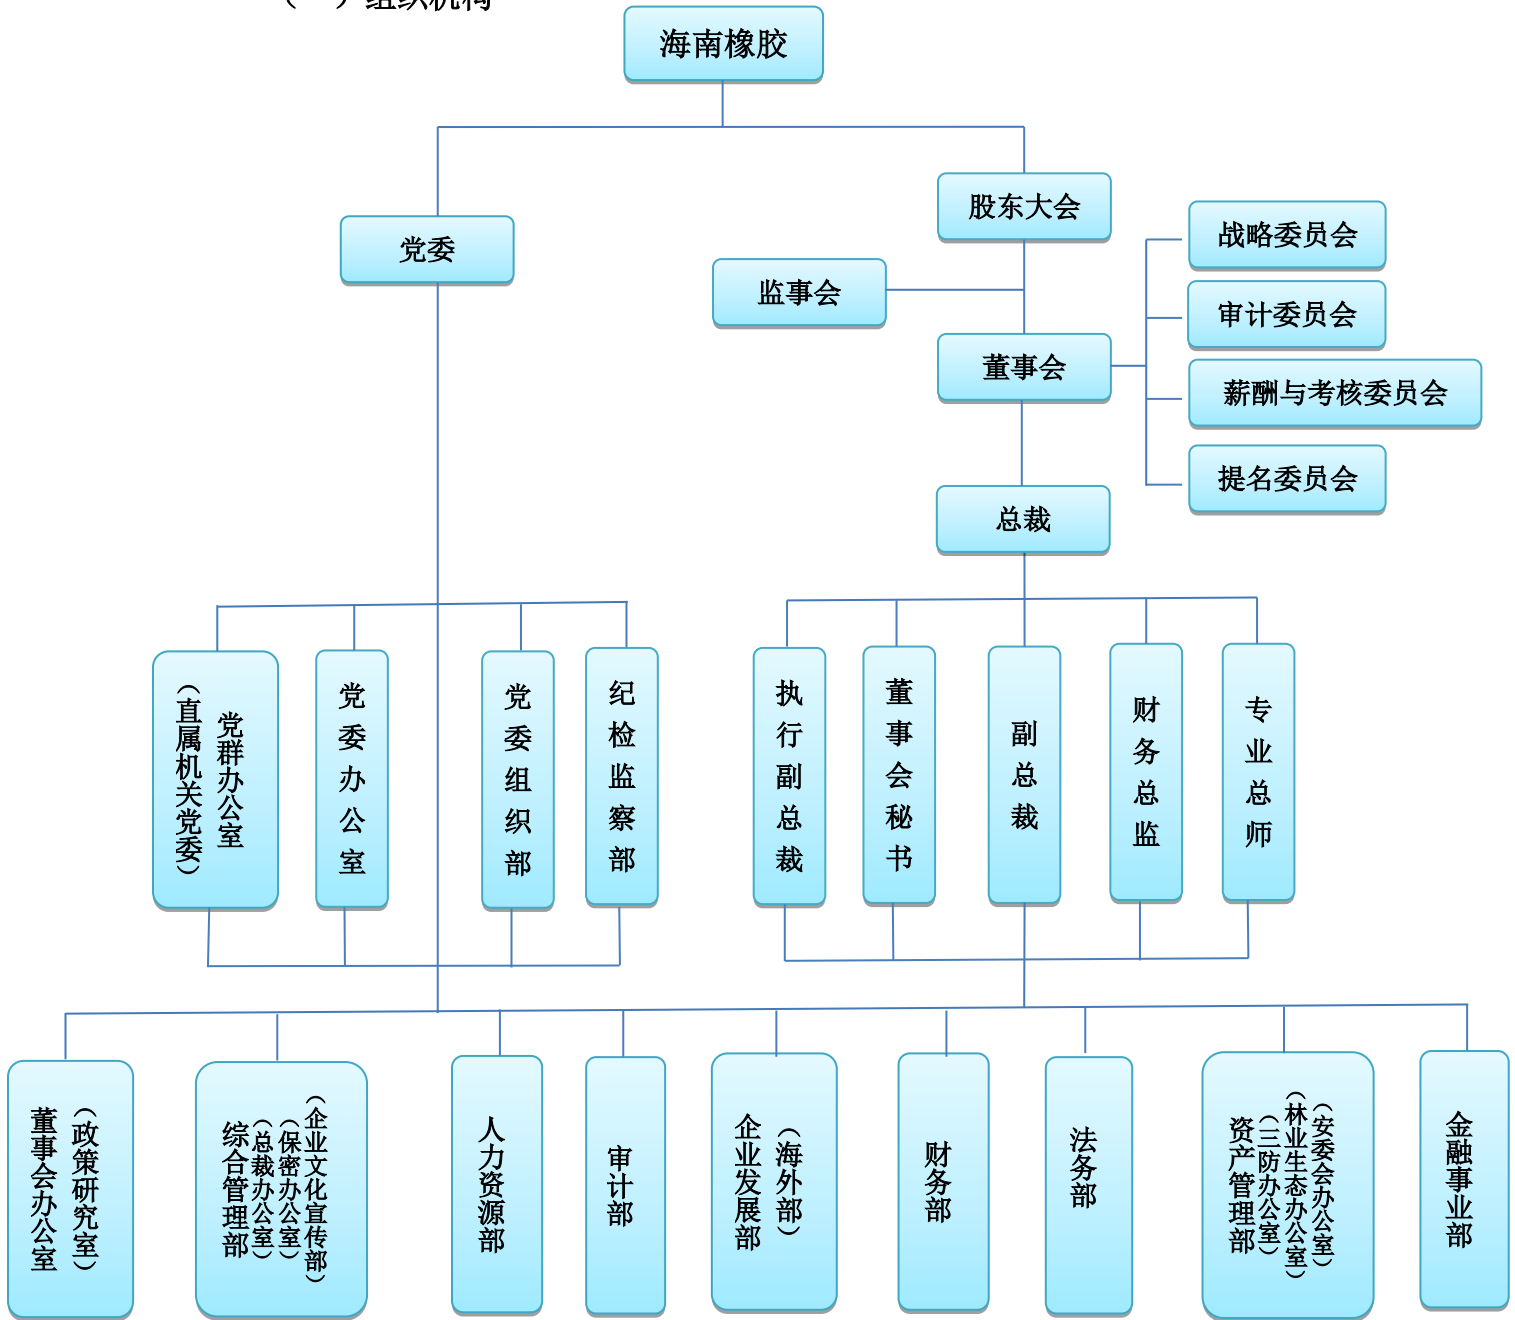 （一）组织机构
海南橡胶
股东大会
党委
战略委员会
监事会
审计委员会
董事会
薪酬与考核委员会
提名委员会
总裁
党群办公室
（直属机关党委）
党委办公室
党委组织部
纪检监察部
执行副总裁
董事会秘书
副总裁
财务总监
专业总师
董事会办公室
（政策研究室）
综合管理部
（总裁办公室）
（保密办公室）
（企业文化宣传部）
人力资源部
审计部
企业发展部
（海外部）
财务部
法务部
资产管理部
（三防办公室）
（林业生态办公室）
（安委会办公室）
金融事业部